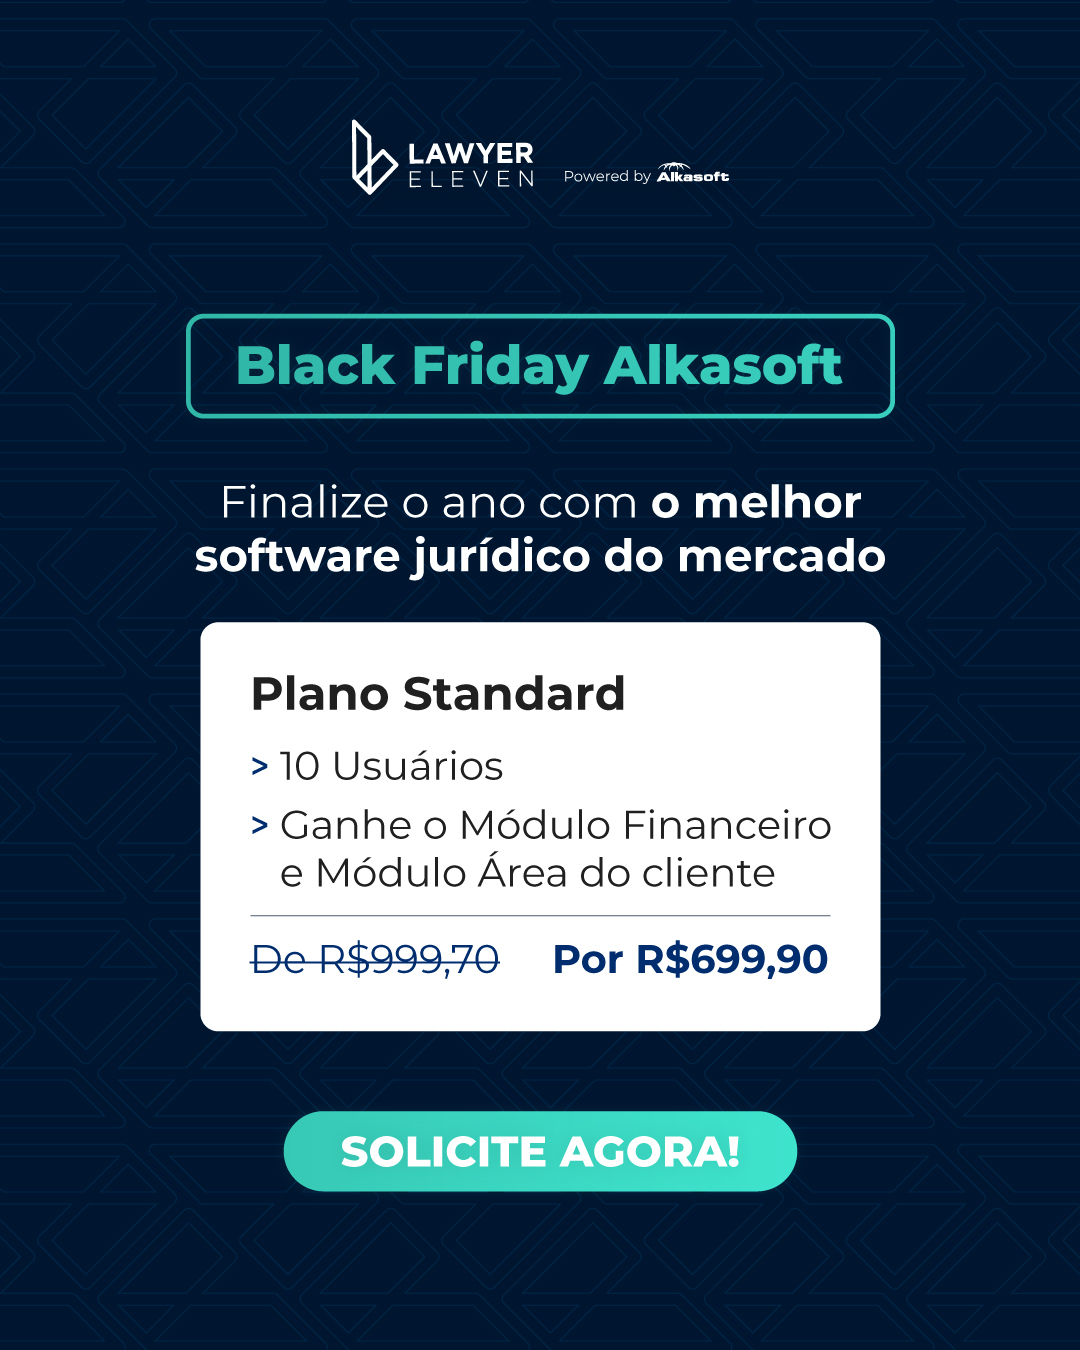 LAWYER
ELEVEN
Powered by Alkasoft
Black Friday Alkasoft
Finalize o ano com o melhor
software jurídico do mercado
Plano Standard
> 10 Usuários
> Ganhe o Módulo Financeiro
e Módulo Área do cliente
De R$999,70 Por R$699,90
SOLICITE AGORA!